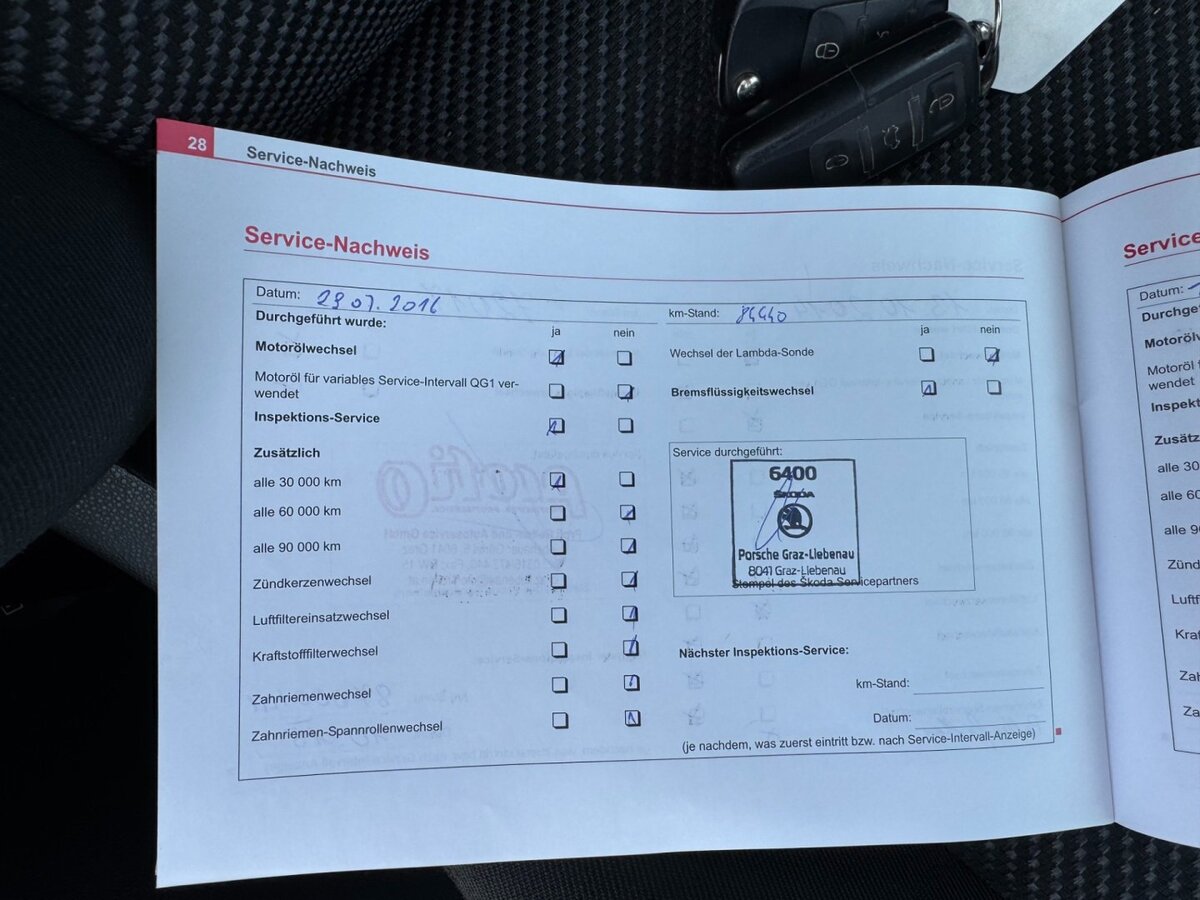 28
Service-Nachweis
Service-Nachweis
Datum: 29 07. 2016
km-Stand: 84440
Durchgeführt wurde:
ja nein
ja nein
Motorölwechsel
Wechsel der Lambda-Sonde
Motoröl für variables Service-Intervall QG1 ver-
wendet
Bremsflüssigkeitswechsel
Inspektions-Service
Zusätzlich
Service durchgeführt:
6400
ŠKODA
Porsche Graz-Liebenau
8041 Graz-Liebenau
Stempel des Škoda Servicepartners
alle 30 000 km
alle 60 000 km
alle 90 000 km
Zündkerzenwechsel
Luftfiltereinsatzwechsel
Kraftstofffilterwechsel
Zahnriemenwechsel
Zahnriemen-Spannrollenwechsel
Nächster Inspektions-Service:
km-Stand:
Datum:
(je nachdem, was zuerst eintritt bzw. nach Service-Intervall-Anzeige)
Service
Datum:
Durchge
Motorölw
Motoröl f
wendet
Inspekt
Zusätz
alle 30
alle 60
alle 90
Zünd
Luftf
Kraf
Zah
Za